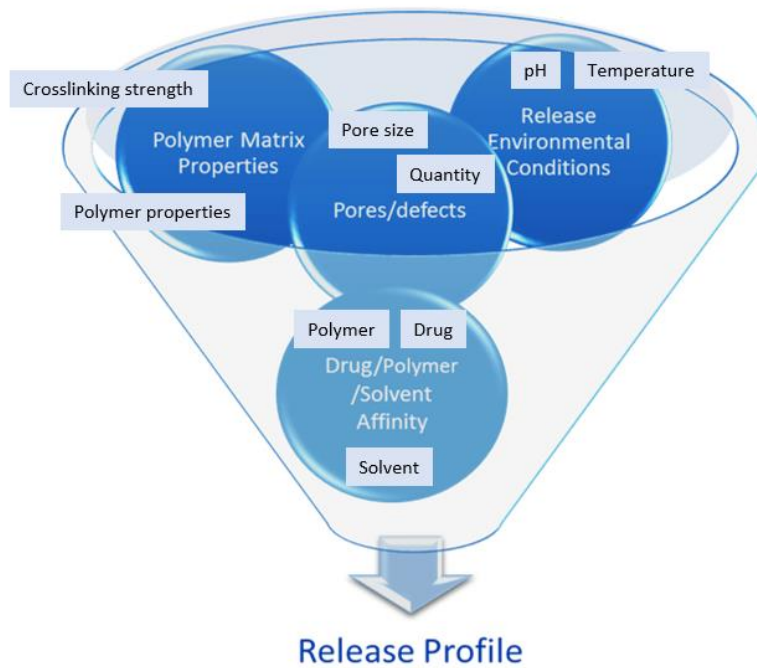 pH
Temperature
Crosslinking strength
Release
Environmental
Conditions
Pore size
Polymer Matrix
Properties
Quantity
Polymer properties
Pores/defects
Polymer
Drug
Drug/Polymer
/Solvent
Affinity
Solvent
Release Profile